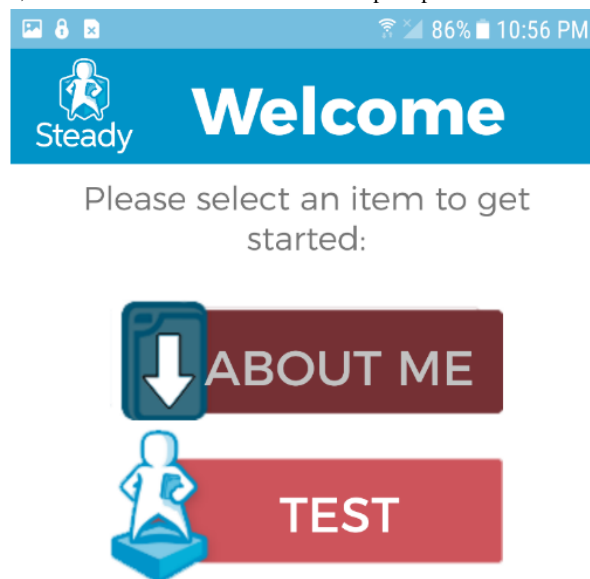 86% 10:56 PM
Steady
Welcome
Please select an item to get
started:
ABOUT ME
TEST